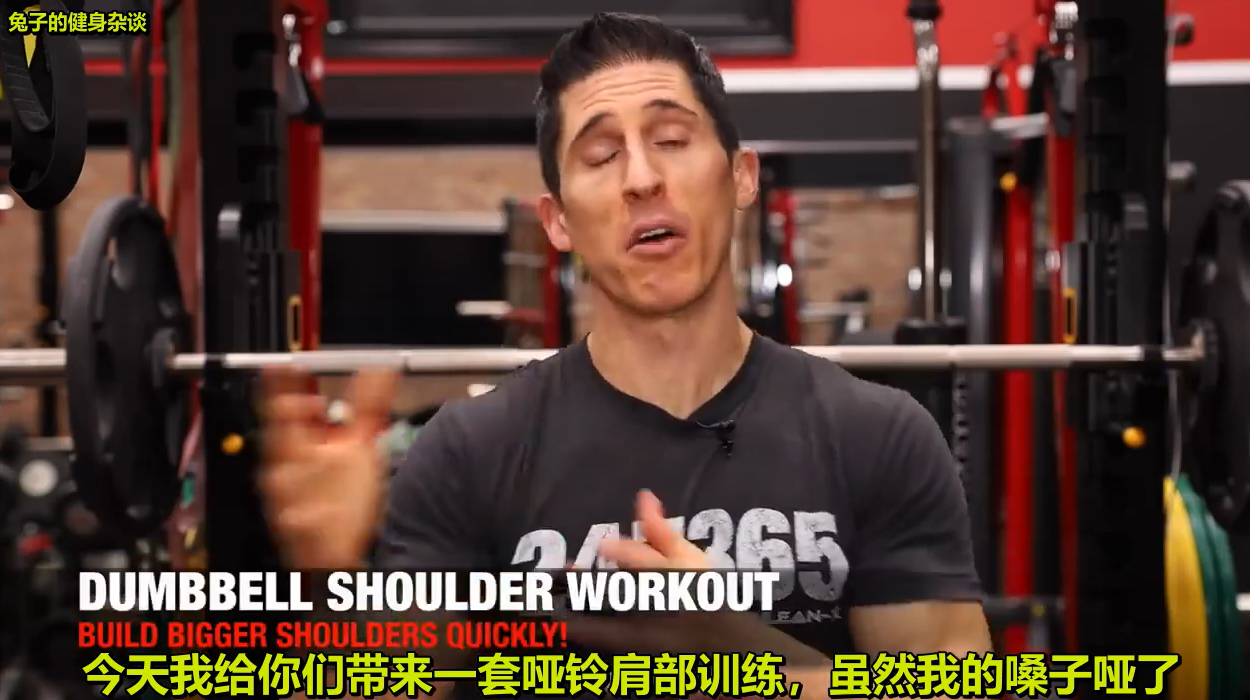 兔子的健身杂谈
365
LEAN-X
DUMBBELL SHOULDER WORKOUT
BUILD BIGGER SHOULDERS QUICKLY!
今天我给你们带来一套哑铃肩部训练，虽然我的嗓子哑了